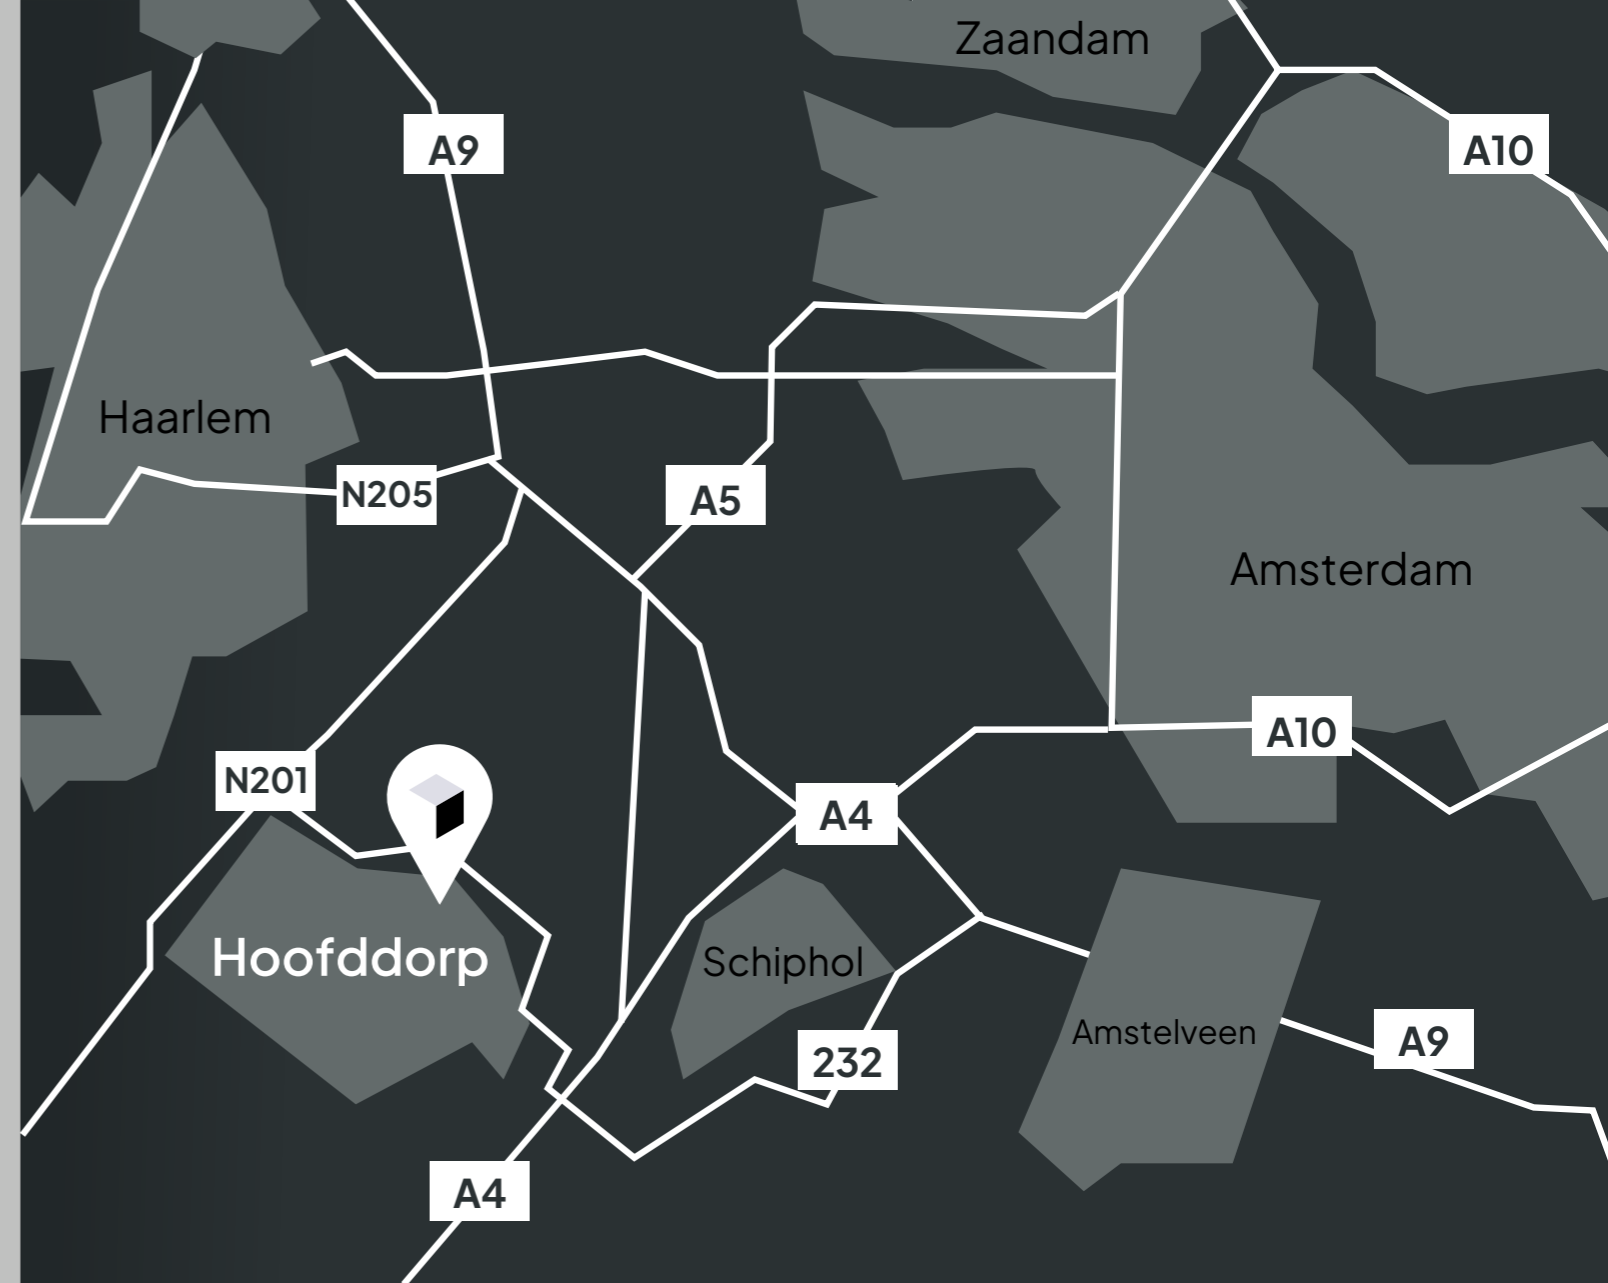 Zaandam
A9
A10
Haarlem
N205
A5
Amsterdam
A10
N201
A4
Hoofddorp
Schiphol
Amstelveen
A9
232
A4